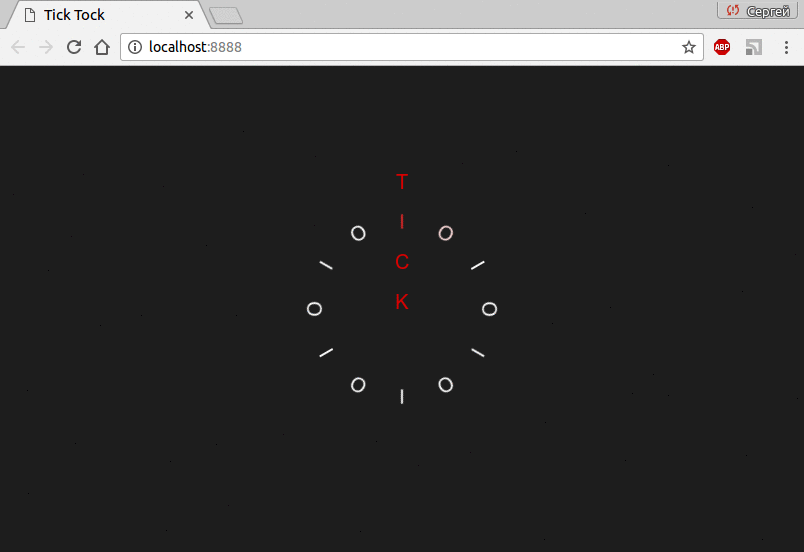 Tick Tock
Сергей
localhost:8888
ABP
T
O I O
I I
C
O K O
I I
O O
I